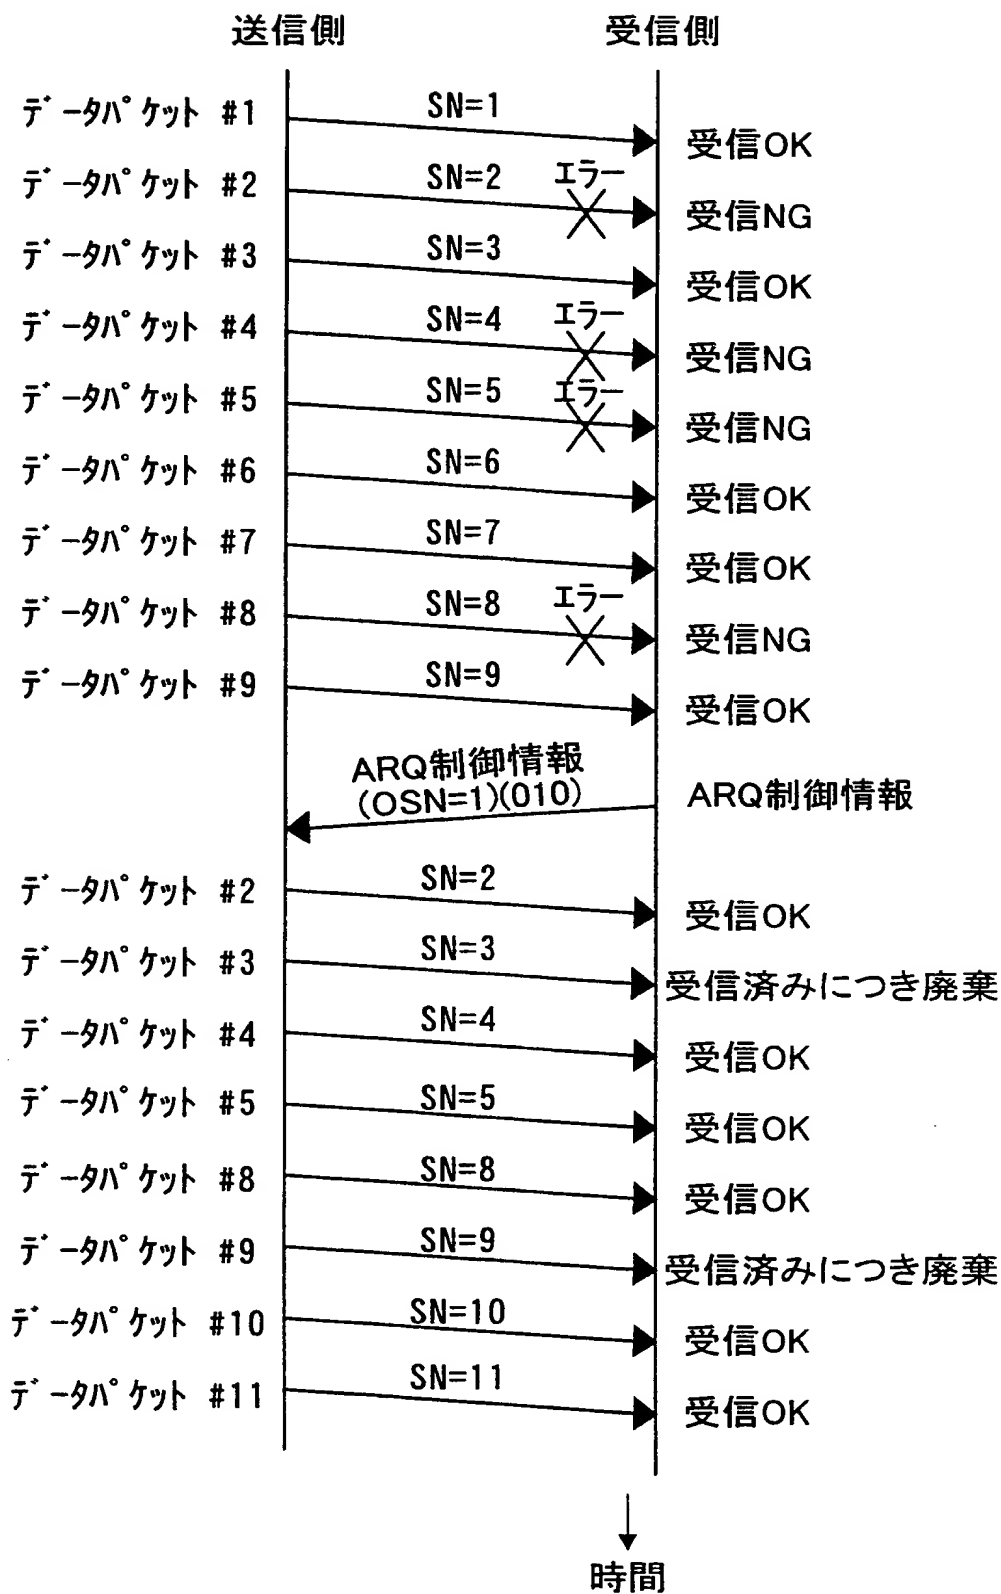 送信側 受信側
データパケット #1 SN=1 受信OK
データパケット #2 SN=2 エラー 受信NG
データパケット #3 SN=3 受信OK
データパケット #4 SN=4 エラー 受信NG
データパケット #5 SN=5 エラー 受信NG
データパケット #6 SN=6 受信OK
データパケット #7 SN=7 受信OK
データパケット #8 SN=8 エラー 受信NG
データパケット #9 SN=9 受信OK
ARQ制御情報
(OSN=1)(010) ARQ制御情報
データパケット #2 SN=2 受信OK
データパケット #3 SN=3 受信済みにつき廃棄
データパケット #4 SN=4 受信OK
データパケット #5 SN=5 受信OK
データパケット #8 SN=8 受信OK
データパケット #9 SN=9 受信済みにつき廃棄
データパケット #10 SN=10 受信OK
データパケット #11 SN=11 受信OK
時間